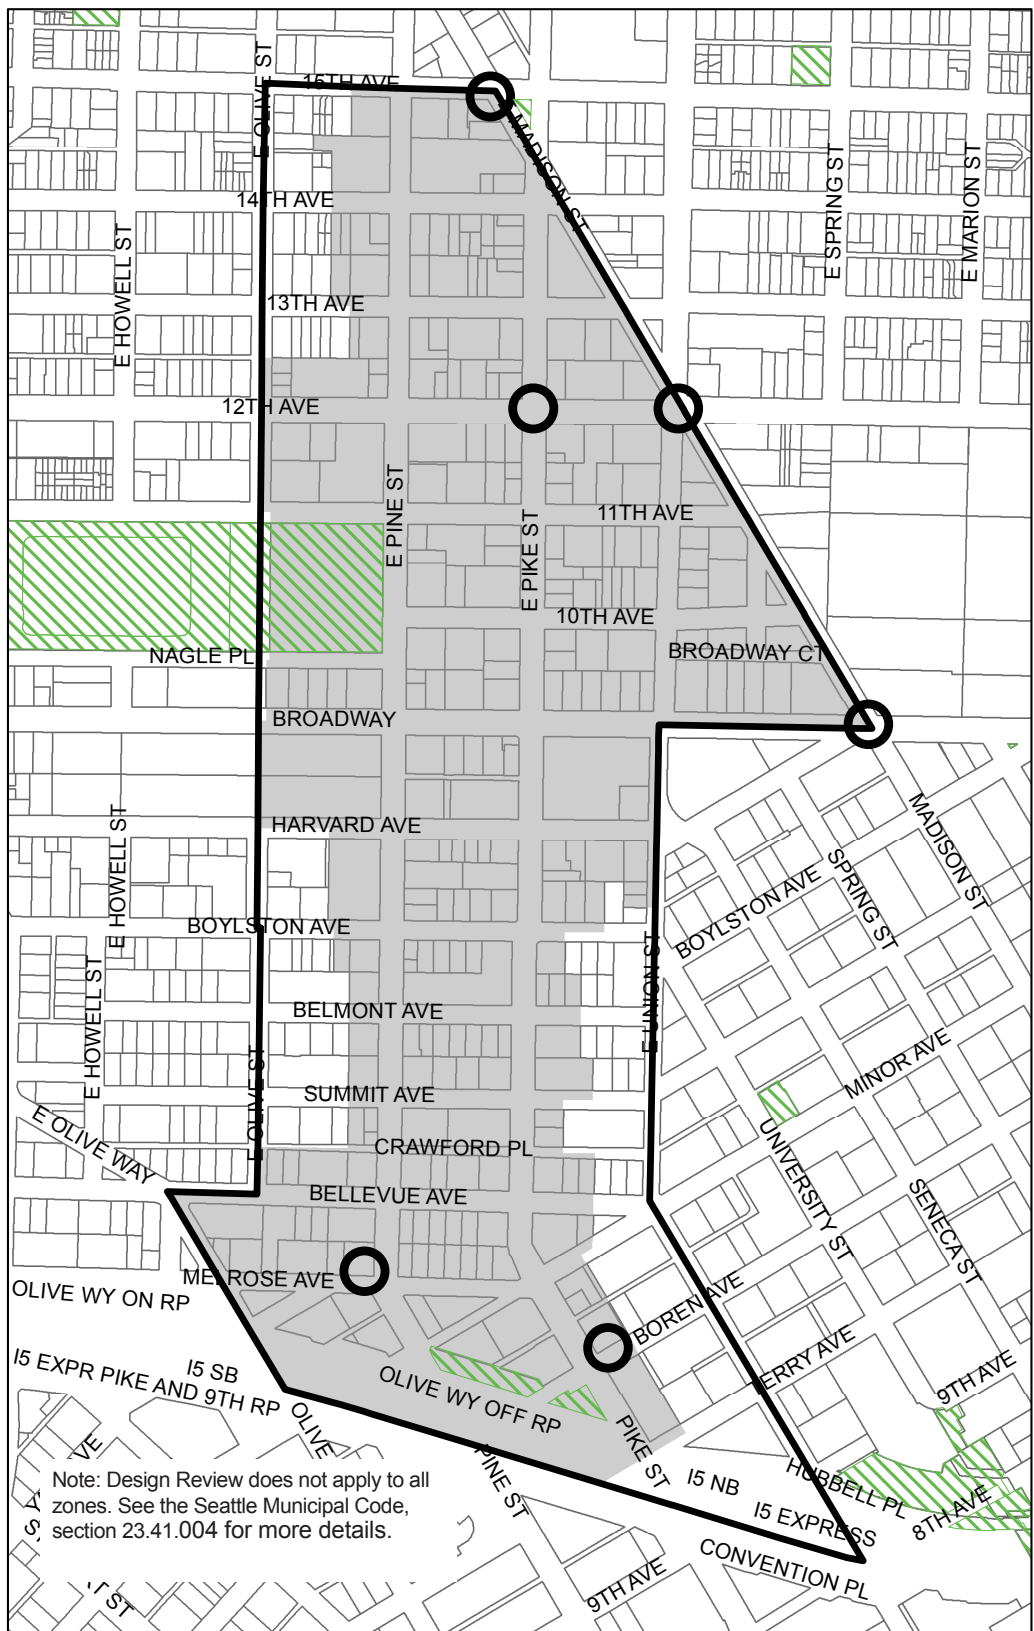 E OLIVE ST
15TH AVE
E MADISON ST
14TH AVE
E HOWELL ST
E SPRING ST
E MARION ST
13TH AVE
12TH AVE
E PINE ST
11TH AVE
E PIKE ST
10TH AVE
NAGLE PL
BROADWAY CT
BROADWAY
HARVARD AVE
E HOWELL ST
MADISON ST
SPRING ST
BOYLSTON AVE
BOYLSTON AVE
E HOWELL ST
E UNION ST
BELMONT AVE
MINOR AVE
SUMMIT AVE
E OLIVE ST
E OLIVE WAY
CRAWFORD PL
UNIVERSITY ST
BELLEVUE AVE
SENECA ST
MELROSE AVE
OLIVE WY ON RP
BOREN AVE
I5 SB
I5 EXPR PIKE AND 9TH RP
OLIVE WY OFF RP
9TH AVE
OLIVE
PINE ST
PIKE ST
I5 NB
HUBBELL PL
8TH AVE
I5 EXPRESS
CONVENTION PL
9TH AVE
Note: Design Review does not apply to all
zones. See the Seattle Municipal Code,
section 23.41.004 for more details.